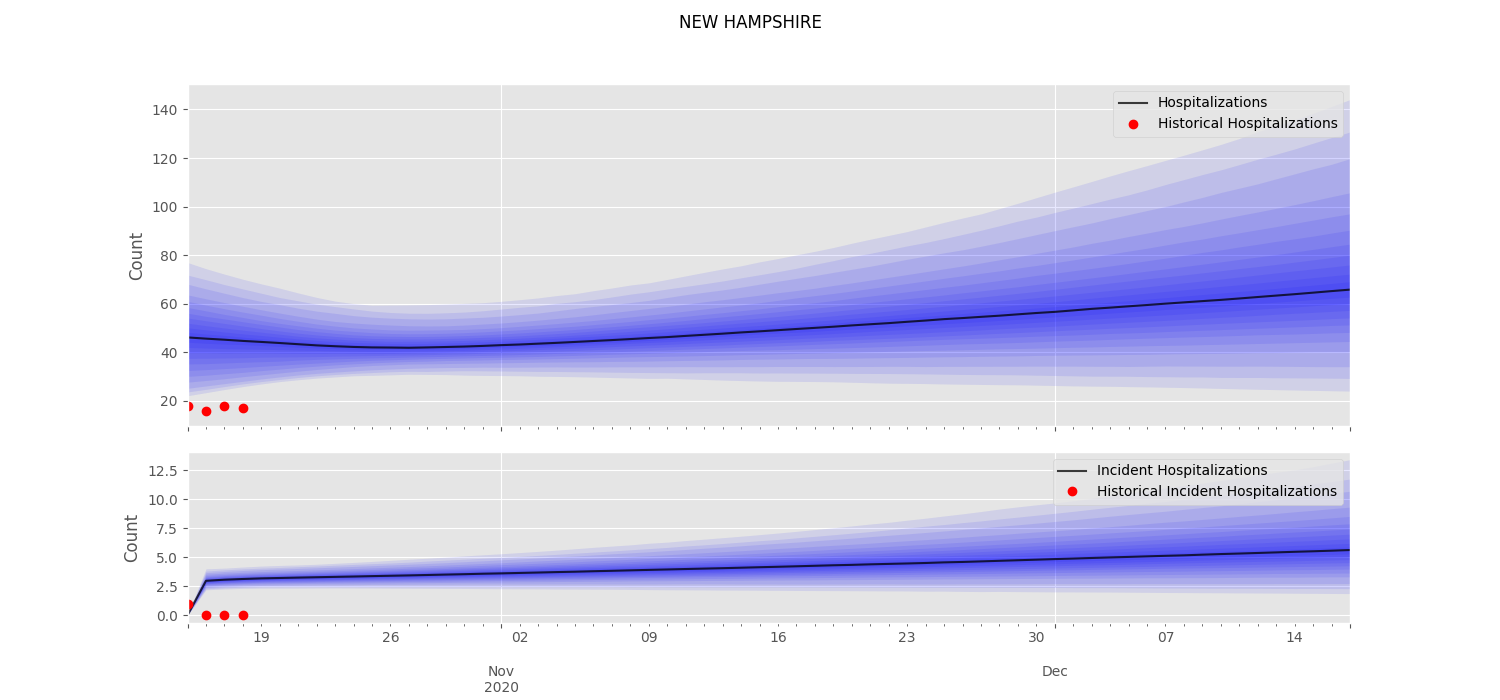 NEW HAMPSHIRE
Hospitalizations
Historical Hospitalizations
Count
140
120
100
80
60
40
20
Incident Hospitalizations
Historical Incident Hospitalizations
Count
12.5
10.0
7.5
5.0
2.5
0.0
19 26 02 09 16 23 30 07 14
Nov Dec
2020